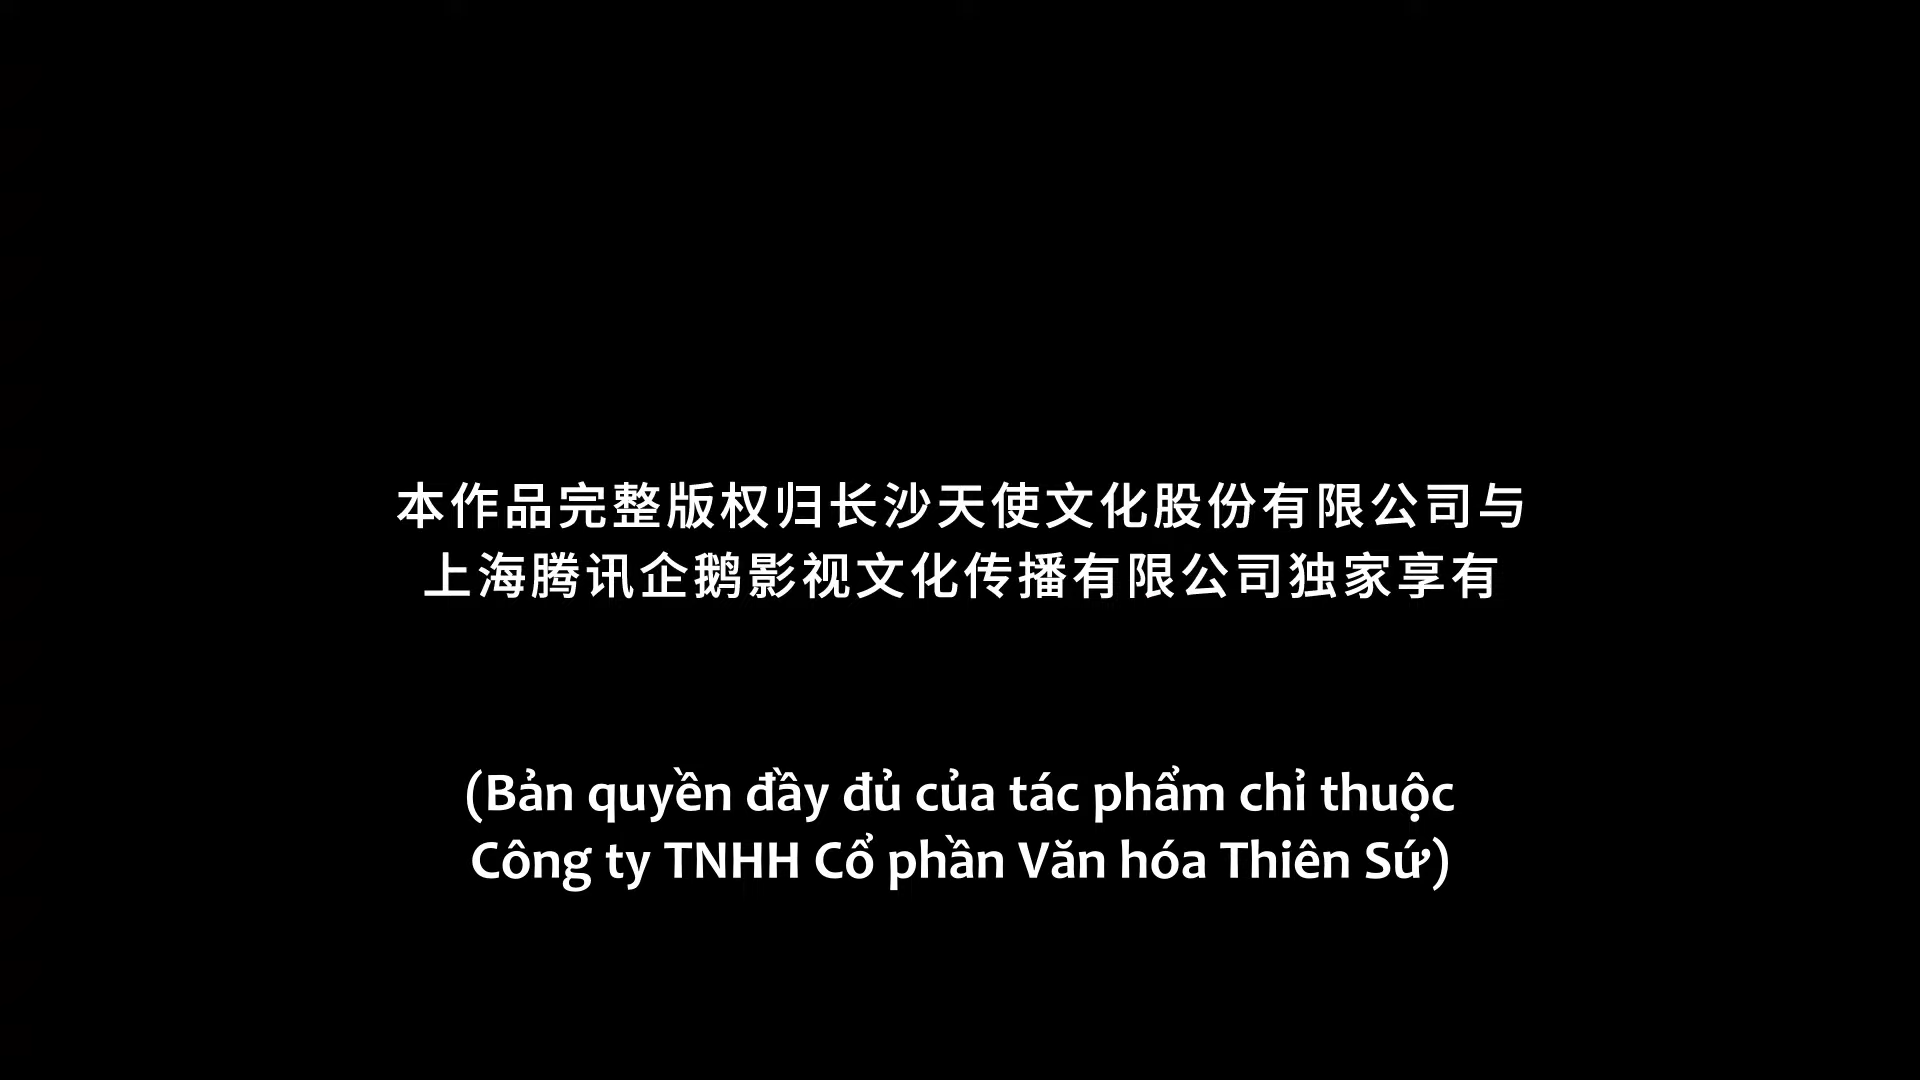 本作品完整版权归长沙天使文化股份有限公司与
上海腾讯企鹅影视文化传播有限公司独家享有
(Bản quyền đầy đủ của tác phẩm chỉ thuộc
Công ty TNHH Cổ phần Văn hóa Thiên Sứ)